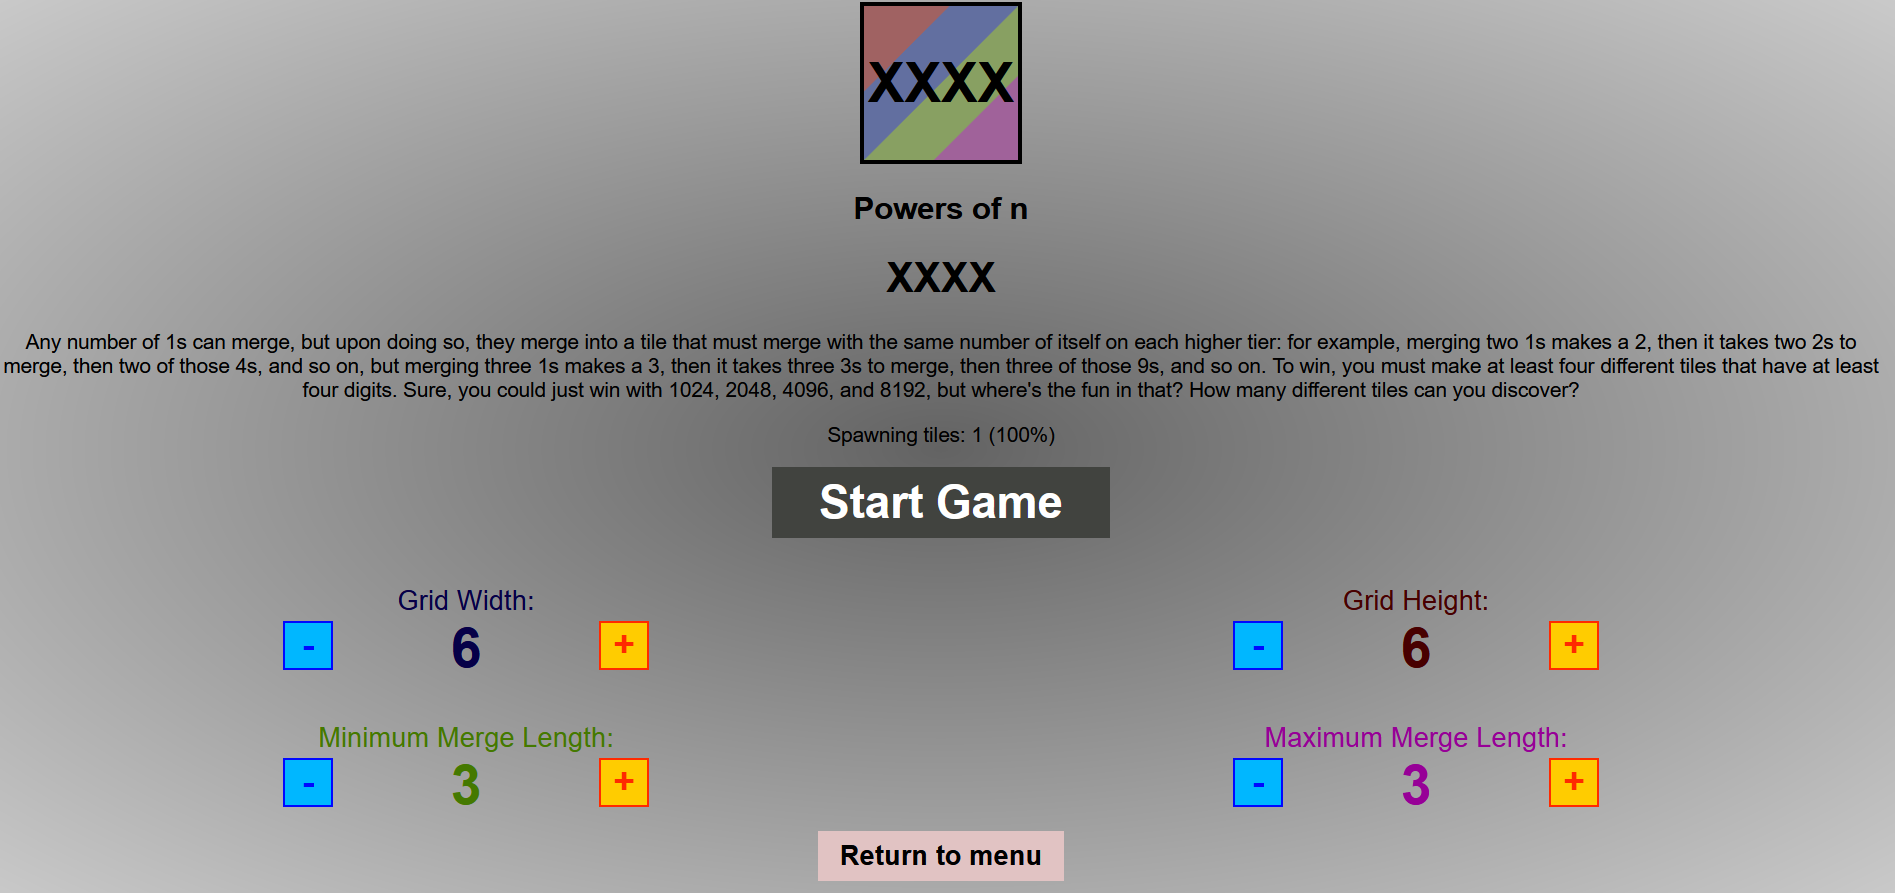 XXXX
Powers of n
XXXX
Any number of 1s can merge, but upon doing so, they merge into a tile that must merge with the same number of itself on each higher tier: for example, merging two 1s makes a 2, then it takes two 2s to
merge, then two of those 4s, and so on, but merging three 1s makes a 3, then it takes three 3s to merge, then three of those 9s, and so on. To win, you must make at least four different tiles that have at least
four digits. Sure, you could just win with 1024, 2048, 4096, and 8192, but where's the fun in that? How many different tiles can you discover?
Spawning tiles: 1 (100%)
Start Game
Grid Width:
- 6 +
Grid Height:
- 6 +
Minimum Merge Length:
- 3 +
Maximum Merge Length:
- 3 +
Return to menu